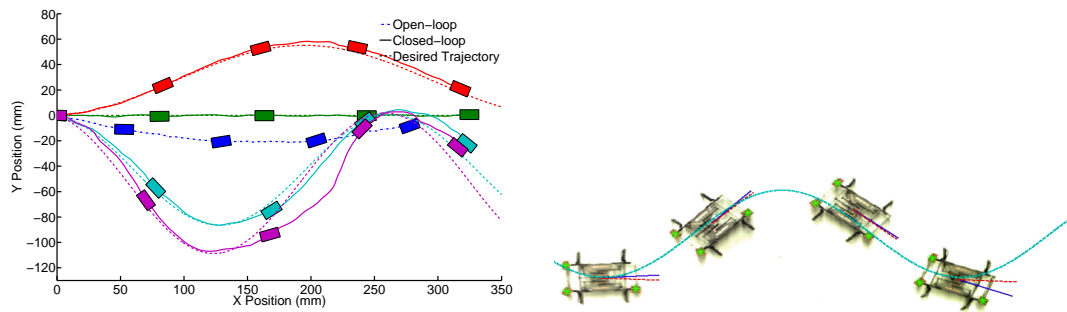 80
60
40
20
0
−20
−40
−60
−80
−100
−120
Y Position (mm)
Open−loop
Closed−loop
Desired Trajectory
0 50 100 150 200 250 300 350
X Position (mm)